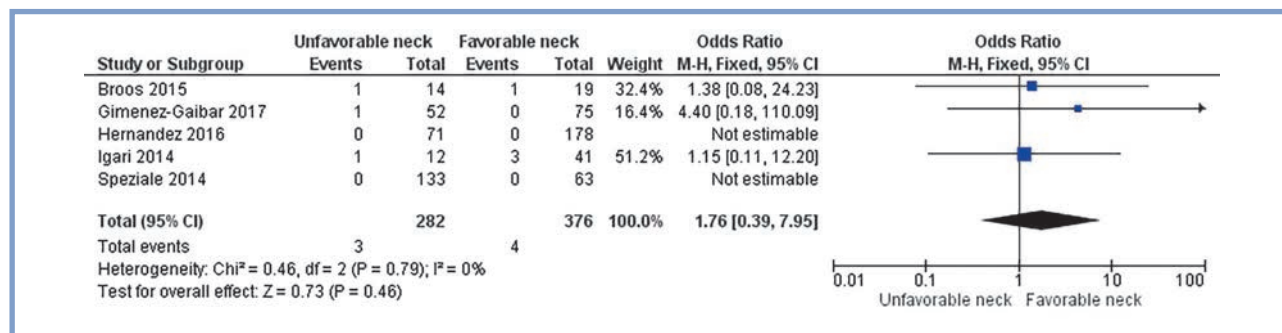 Unfavorable neck Favorable neck Odds Ratio Odds Ratio
Study or Subgroup Events Total Events Total Weight M-H, Fixed, 95% CI M-H, Fixed, 95% CI
Broos 2015 1 14 1 19 32.4% 1.38 [0.08, 24.23]
Gimenez-Gaibar 2017 1 52 0 75 16.4% 4.40 [0.18, 110.09]
Hernandez 2016 0 71 0 178 Not estimable
Igari 2014 1 12 3 41 51.2% 1.15 [0.11, 12.20]
Speziale 2014 0 133 0 63 Not estimable
Total (95% CI) 282 376 100.0% 1.76 [0.39, 7.95]
Total events 3 4
Heterogeneity: Chi² = 0.46, df = 2 (P = 0.79); I² = 0%
Test for overall effect: Z = 0.73 (P = 0.46)
0.01 0.1 1 10 100
Unfavorable neck Favorable neck